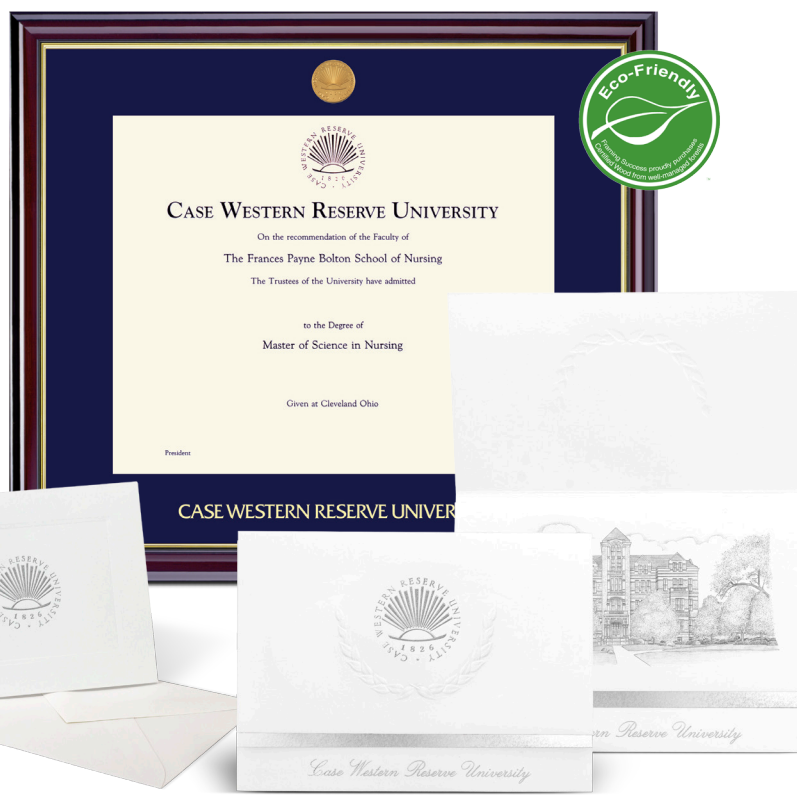 CASE WESTERN RESERVE UNIVERSITY
1826
CASE WESTERN RESERVE UNIVERSITY
On the recommendation of the Faculty of
The Frances Payne Bolton School of Nursing
The Trustees of the University have admitted
to the Degree of
Master of Science in Nursing
Given at Cleveland Ohio
President
CASE WESTERN RESERVE UNIVER
Eco-Friendly
Framing Success proudly purchases
Certified Wood from well-managed forests
RESERVE UNIVERSITY
1826
CASE WESTERN RESERVE UNIVERSITY
1826
Case Western Reserve University
Reserve University